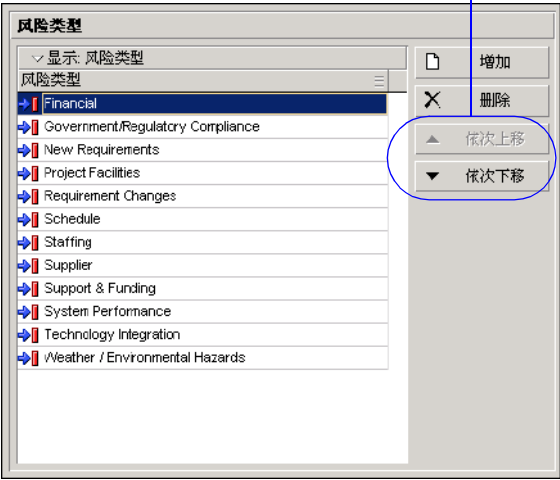 风险类型
显示: 风险类型
风险类型
Financial
Government/Regulatory Compliance
New Requirements
Project Facilities
Requirement Changes
Schedule
Staffing
Supplier
Support & Funding
System Performance
Technology Integration
Weather / Environmental Hazards
增加
删除
依次上移
依次下移